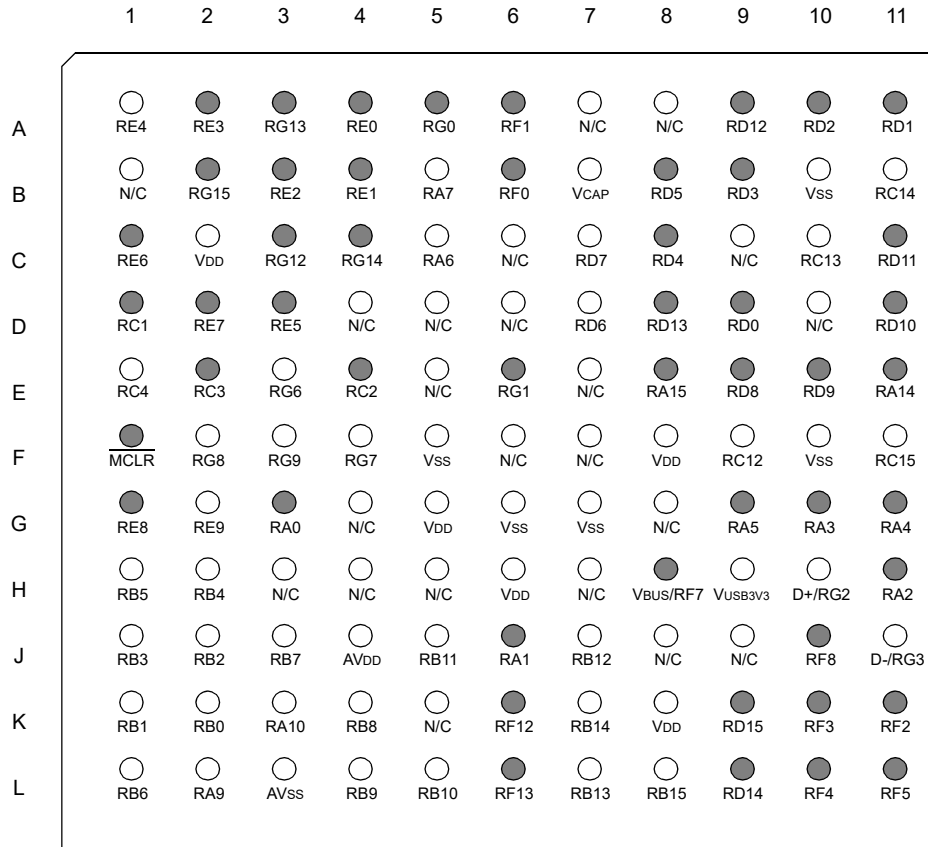 1 2 3 4 5 6 7 8 9 10 11
A
RE4 RE3 RG13 RE0 RG0 RF1 N/C N/C RD12 RD2 RD1
B
N/C RG15 RE2 RE1 RA7 RF0 VCAP RD5 RD3 VSS RC14
C
RE6 VDD RG12 RG14 RA6 N/C RD7 RD4 N/C RC13 RD11
D
RC1 RE7 RE5 N/C N/C N/C RD6 RD13 RD0 N/C RD10
E
RC4 RC3 RG6 RC2 N/C RG1 N/C RA15 RD8 RD9 RA14
F
MCLR RG8 RG9 RG7 VSS N/C N/C VDD RC12 VSS RC15
G
RE8 RE9 RA0 N/C VDD VSS VSS N/C RA5 RA3 RA4
H
RB5 RB4 N/C N/C N/C VDD N/C VBUS/RF7 VUSB3V3 D+/RG2 RA2
J
RB3 RB2 RB7 AVDD RB11 RA1 RB12 N/C N/C RF8 D-/RG3
K
RB1 RB0 RA10 RB8 N/C RF12 RB14 VDD RD15 RF3 RF2
L
RB6 RA9 AVSS RB9 RB10 RF13 RB13 RB15 RD14 RF4 RF5